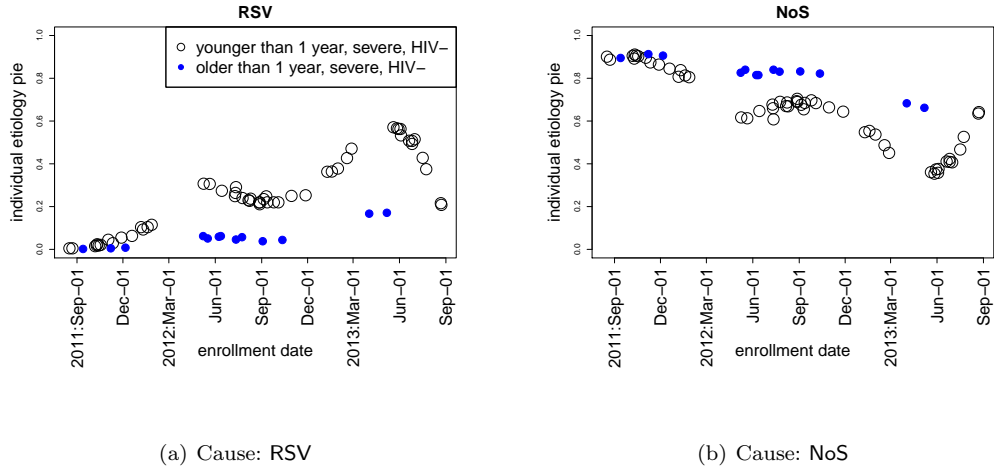 RSV
individual etiology pie
0.0 0.2 0.4 0.6 0.8 1.0
younger than 1 year, severe, HIV−
older than 1 year, severe, HIV−
2011:Sep−01
Dec−01
2012:Mar−01
Jun−01
Sep−01
2013:Mar−01
Jun−01
Sep−01
enrollment date
(a) Cause: RSV
NoS
individual etiology pie
0.0 0.2 0.4 0.6 0.8 1.0
2011:Sep−01
Dec−01
2012:Mar−01
Jun−01
Sep−01
Dec−01
2013:Mar−01
Jun−01
Sep−01
enrollment date
(b) Cause: NoS